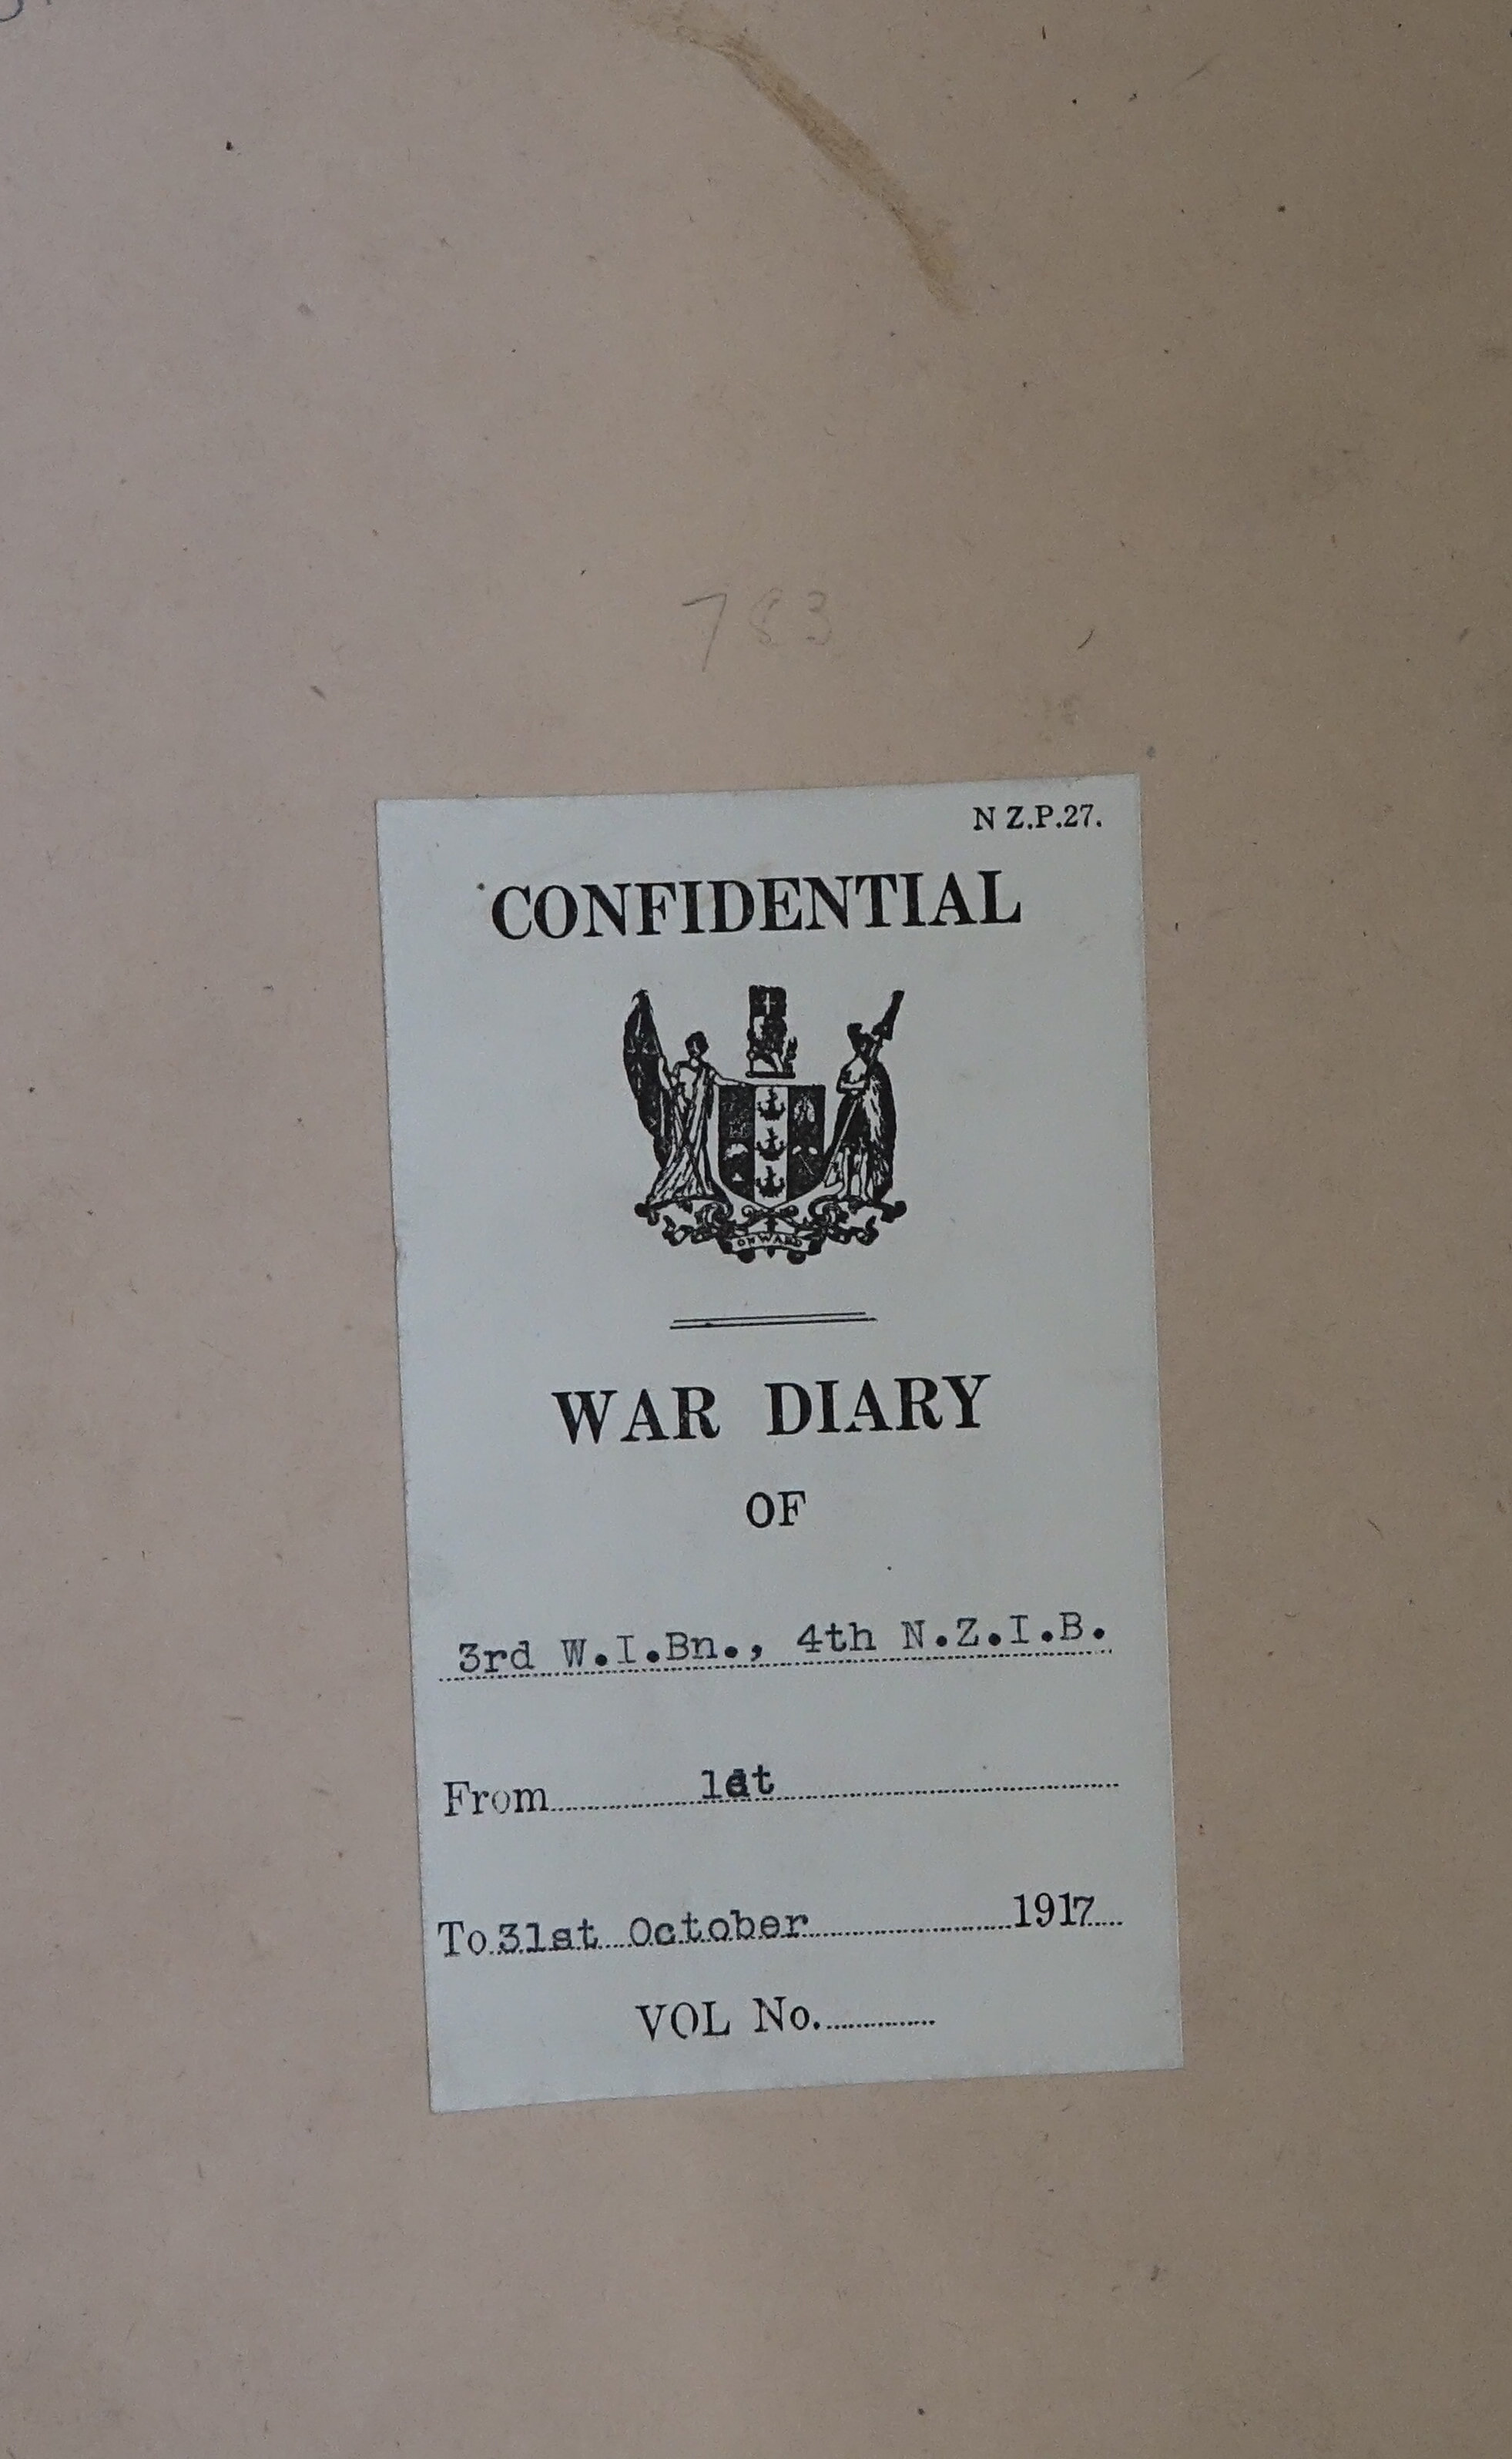 783
N Z.P.27.
CONFIDENTIAL
ONWARD
WAR DIARY
OF
3rd W.I.Bn., 4th N.Z.I.B.
From 1st
To 31st October 1917
VOL No.